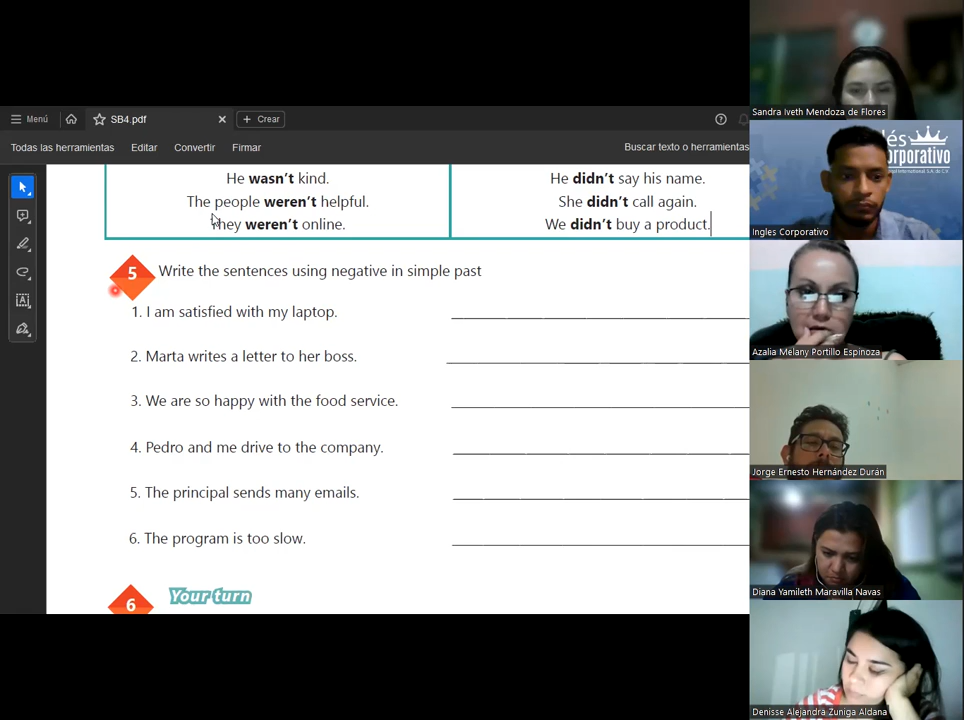 Menú
SB4.pdf
Crear
Todas las herramientas
Editar
Convertir
Firmar
Buscar texto o herramientas
He wasn't kind.
The people weren't helpful.
They weren't online.
He didn't say his name.
She didn't call again.
We didn't buy a product.
5 Write the sentences using negative in simple past
1. I am satisfied with my laptop.
2. Marta writes a letter to her boss.
3. We are so happy with the food service.
4. Pedro and me drive to the company.
5. The principal sends many emails.
6. The program is too slow.
6 Your turn
Sandra Iveth Mendoza de Flores
Ingles Corporativo
Azalia Melany Portillo Espinoza
Jorge Ernesto Hernández Durán
Diana Yamileth Maravilla Navas
Denisse Alejandra Zuniga Aldana